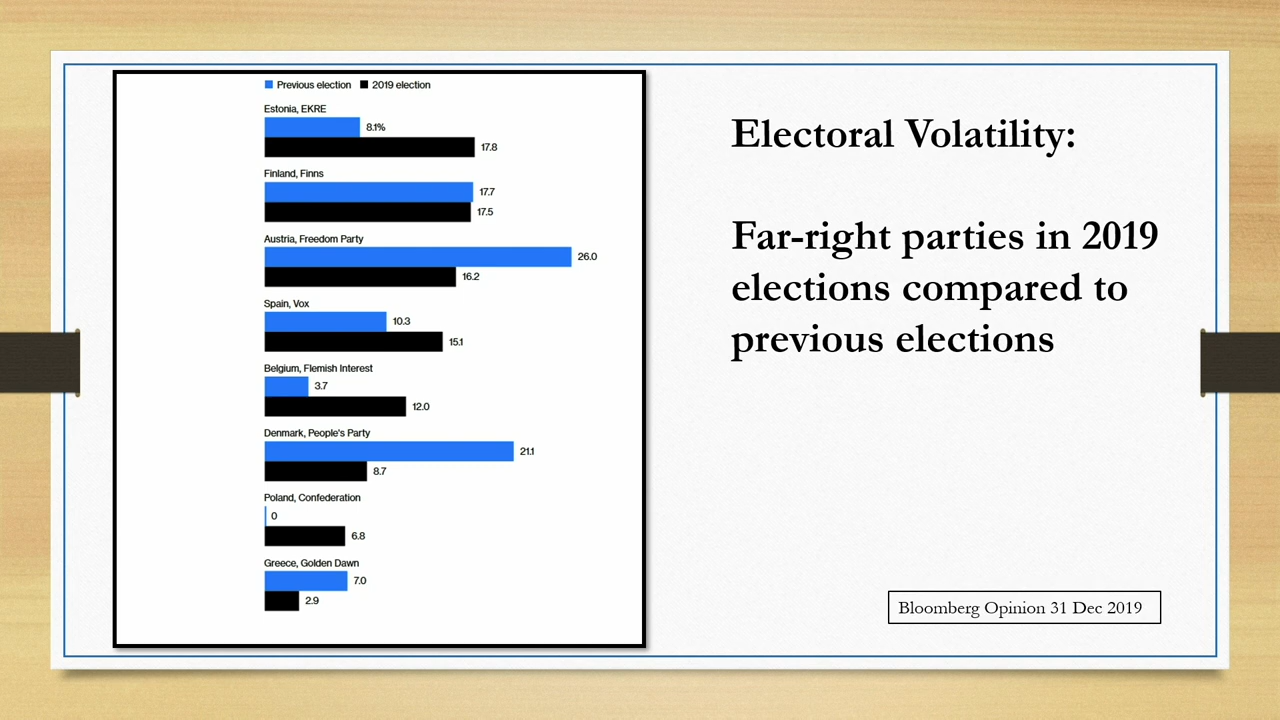 Previous election 2019 election
Estonia, EKRE
8.1%
17.8
Finland, Finns
17.7
17.5
Austria, Freedom Party
26.0
16.2
Spain, Vox
10.3
15.1
Belgium, Flemish Interest
3.7
12.0
Denmark, People's Party
21.1
8.7
Poland, Confederation
0
6.8
Greece, Golden Dawn
7.0
2.9
Electoral Volatility:
Far-right parties in 2019
elections compared to
previous elections
Bloomberg Opinion 31 Dec 2019